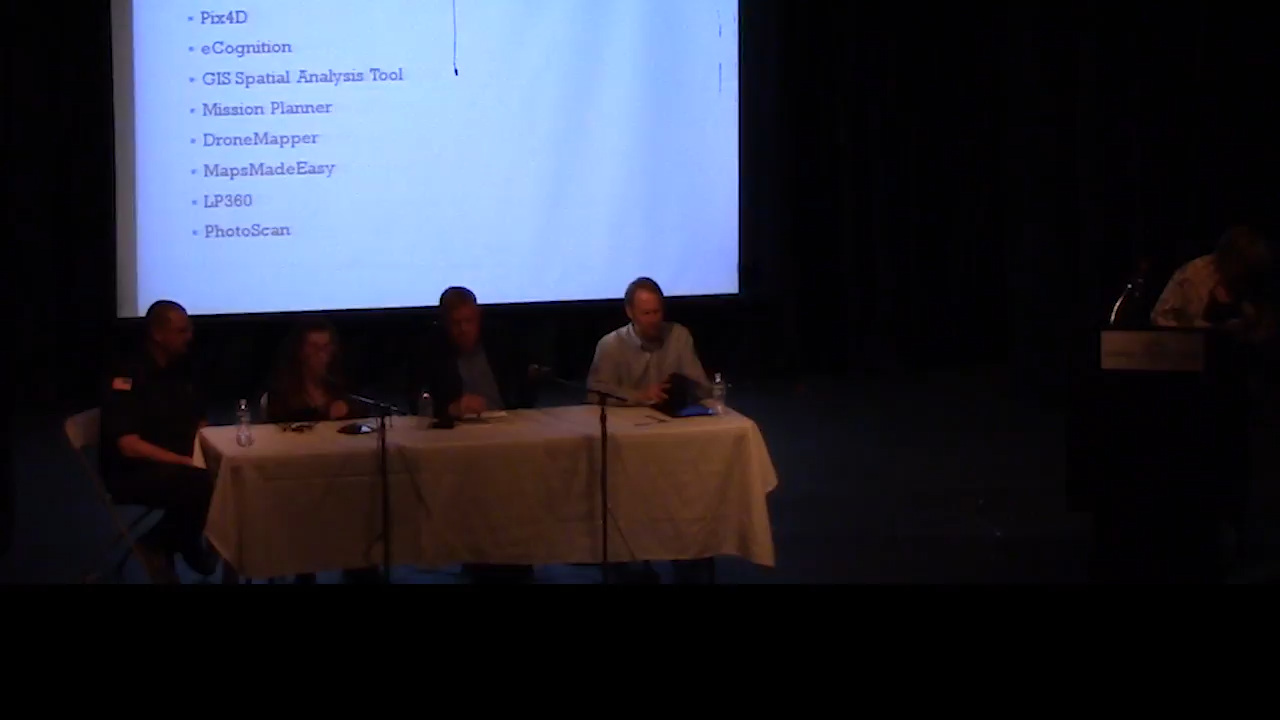 • Pix4D
• eCognition
• GIS Spatial Analysis Tool
• Mission Planner
• DroneMapper
• MapsMadeEasy
• LP360
• PhotoScan